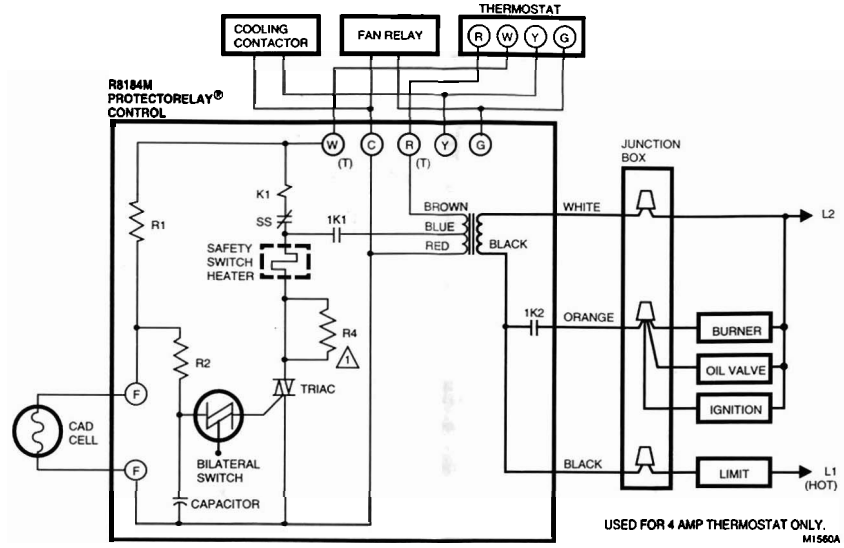 THERMOSTAT
COOLING
CONTACTOR
FAN RELAY
R W Y G
R8184M
PROTECTORELAY®
CONTROL
W C R Y G
(T) (T)
JUNCTION
BOX
K1
R1
SS
1K1
BROWN
WHITE
L2
BLUE
RED
BLACK
SAFETY
SWITCH
HEATER
1K2
ORANGE
R4
1
BURNER
R2
OIL VALVE
TRIAC
F
IGNITION
CAD
CELL
BILATERAL
SWITCH
F
BLACK
LIMIT
L1
(HOT)
CAPACITOR
USED FOR 4 AMP THERMOSTAT ONLY.
M1560A